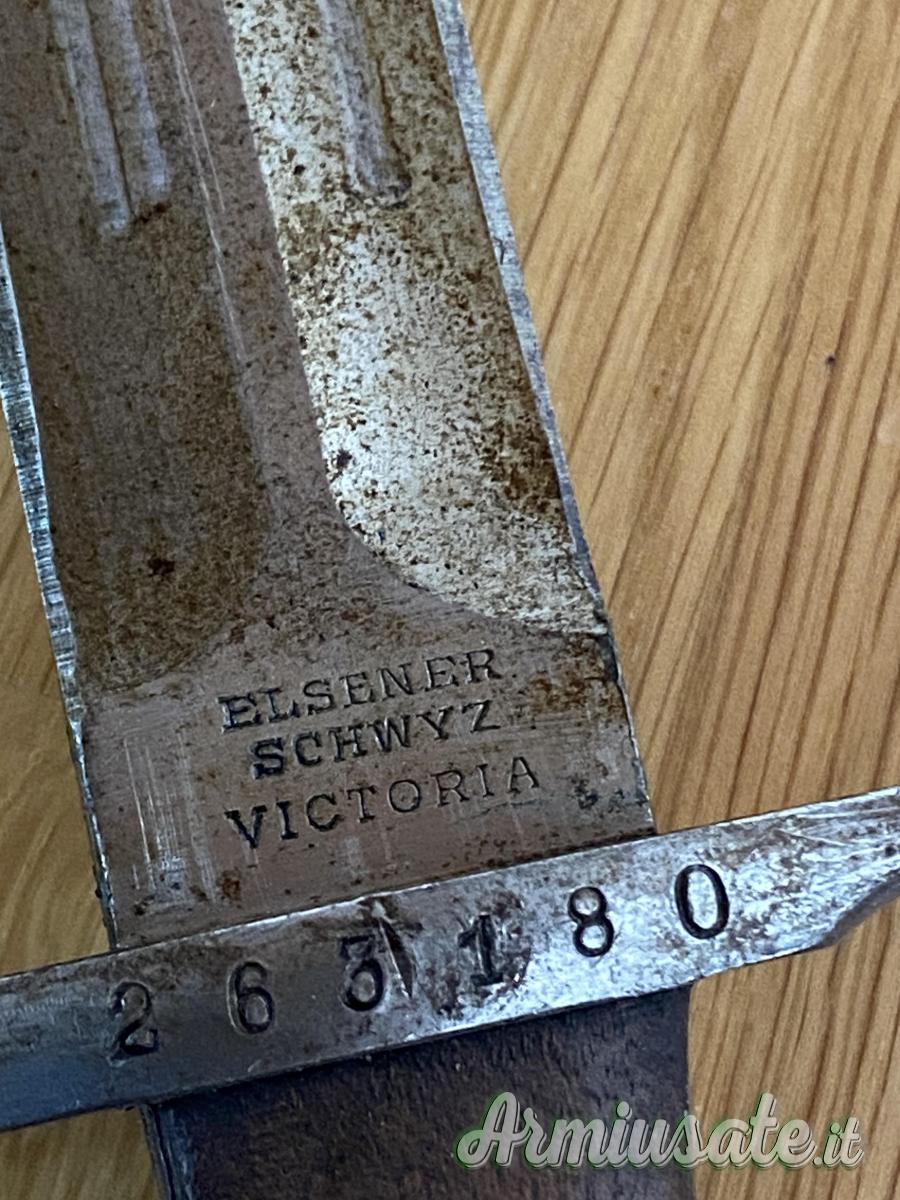 ELSENER
SCHWYZ
VICTORIA
263180
Armiusate.it